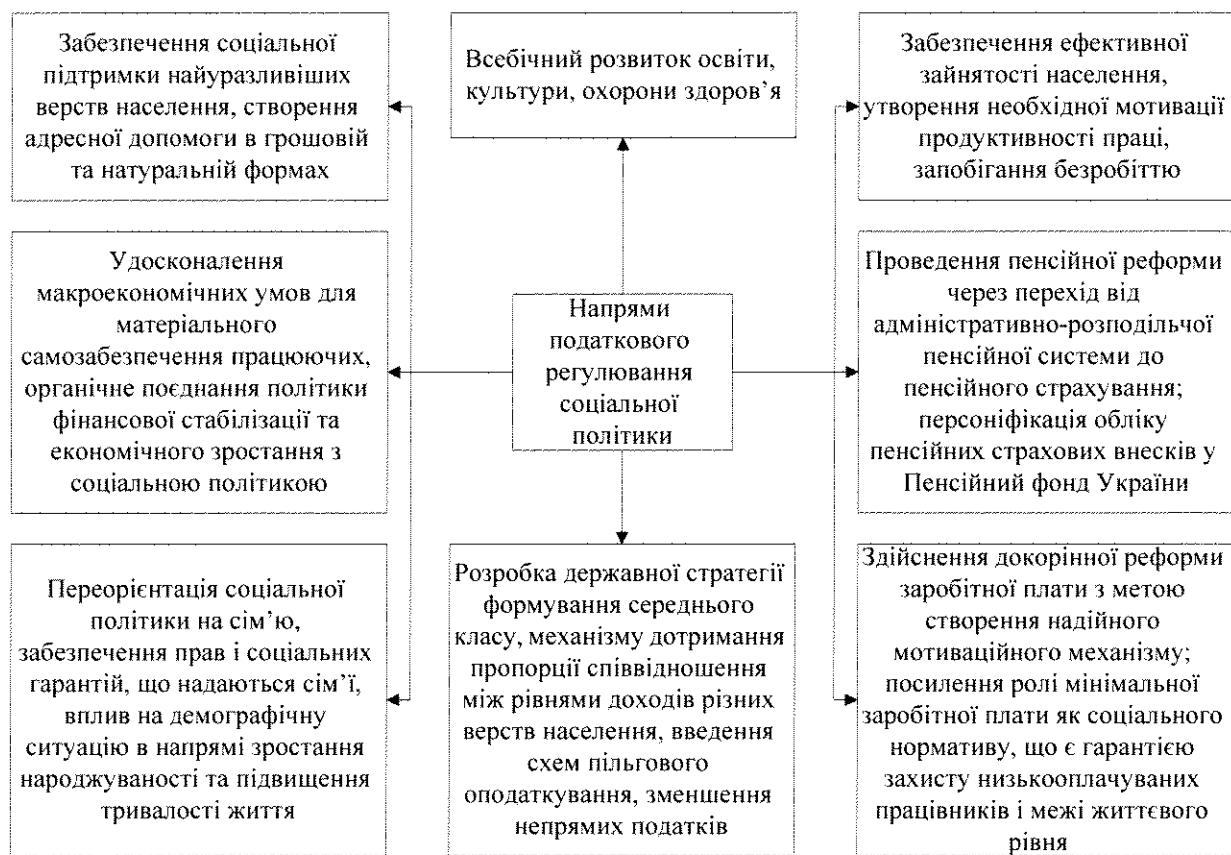 Забезпечення соціальної
підтримки найуразливіших
верств населення, створення
адресної допомоги в грошовій
та натуральній формах
Всебічний розвиток освіти,
культури, охорони здоров’я
Забезпечення ефективної
зайнятості населення,
утворення необхідної мотивації
продуктивності праці,
запобігання безробіттю
Удосконалення
макроекономічних умов для
матеріального
самозабезпечення працюючих,
органічне поєднання політики
фінансової стабілізації та
економічного зростання з
соціальною політикою
Напрями
податкового
регулювання
соціальної
політики
Проведення пенсійної реформи
через перехід від
адміністративно-розподільчої
пенсійної системи до
пенсійного страхування;
персоніфікація обліку
пенсійних страхових внесків у
Пенсійний фонд України
Переорієнтація соціальної
політики на сім’ю,
забезпечення прав і соціальних
гарантій, що надаються сім’ї,
вплив на демографічну
ситуацію в напрямі зростання
народжуваності та підвищення
тривалості життя
Розробка державної стратегії
формування середнього
класу, механізму дотримання
пропорції співвідношення
між рівнями доходів різних
верств населення, введення
схем пільгового
оподаткування, зменшення
непрямих податків
Здійснення докорінної реформи
заробітної плати з метою
створення надійного
мотиваційного механізму;
посилення ролі мінімальної
заробітної плати як соціального
нормативу, що є гарантією
захисту низькооплачуваних
працівників і межі життєвого
рівня